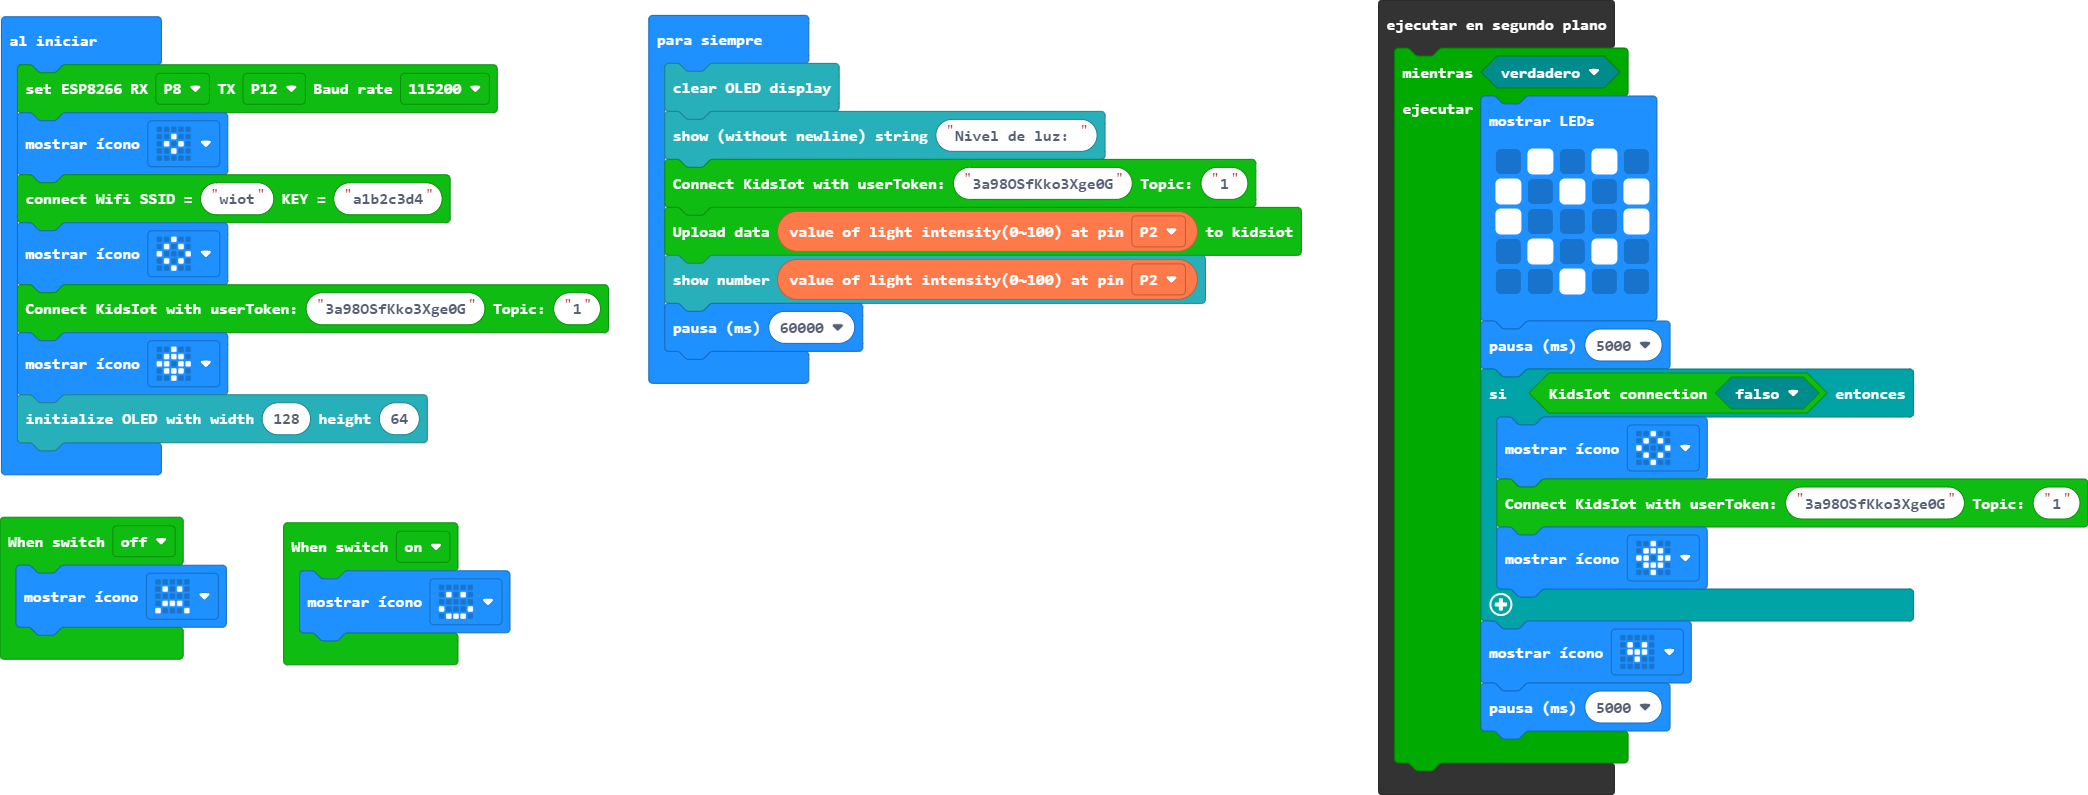 al iniciar
set ESP8266 RX P8 TX P12 Baud rate 115200
mostrar ícono
connect Wifi SSID = "wiot" KEY = "a1b2c3d4"
mostrar ícono
Connect KidsIot with userToken: "3a98OSfKko3Xge0G" Topic: "1"
mostrar ícono
initialize OLED with width 128 height 64
When switch off
mostrar ícono
When switch on
mostrar ícono
para siempre
clear OLED display
show (without newline) string "Nivel de luz: "
Connect KidsIot with userToken: "3a98OSfKko3Xge0G" Topic: "1"
Upload data value of light intensity(0~100) at pin P2 to kidsiot
show number value of light intensity(0~100) at pin P2
pausa (ms) 60000
ejecutar en segundo plano
mientras verdadero
ejecutar
mostrar LEDs
pausa (ms) 5000
si KidsIot connection falso entonces
mostrar ícono
Connect KidsIot with userToken: "3a98OSfKko3Xge0G" Topic: "1"
mostrar ícono
mostrar ícono
pausa (ms) 5000